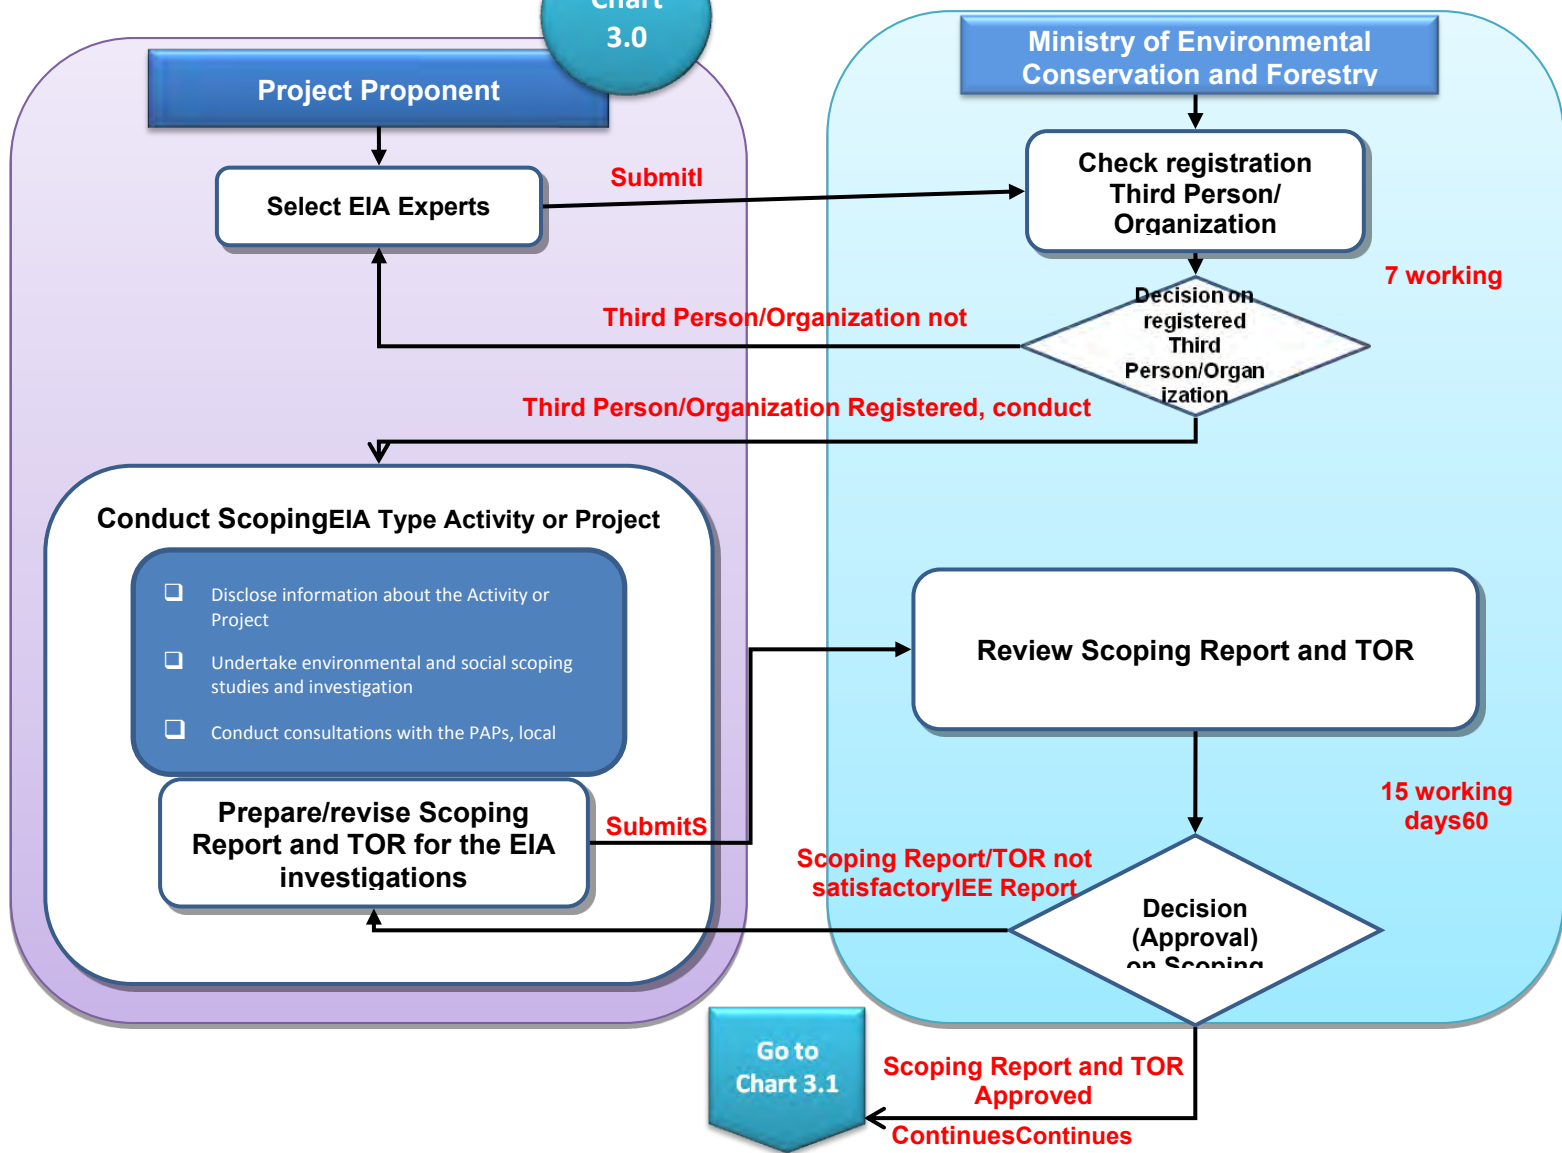 Chart
3.0
Project Proponent
Ministry of Environmental
Conservation and Forestry
Select EIA Experts
SubmitI
Check registration
Third Person/
Organization
7 working
Third Person/Organization not
Decision on
registered
Third
Person/Organ
ization
Third Person/Organization Registered, conduct
Conduct ScopingEIA Type Activity or Project
❑ Disclose information about the Activity or
Project
❑ Undertake environmental and social scoping
studies and investigation
❑ Conduct consultations with the PAPs, local
Prepare/revise Scoping
Report and TOR for the EIA
investigations
SubmitS
Review Scoping Report and TOR
15 working
days60
Scoping Report/TOR not
satisfactoryIEE Report
Decision
(Approval)
on Scoping
Go to
Chart 3.1
Scoping Report and TOR
Approved
ContinuesContinues